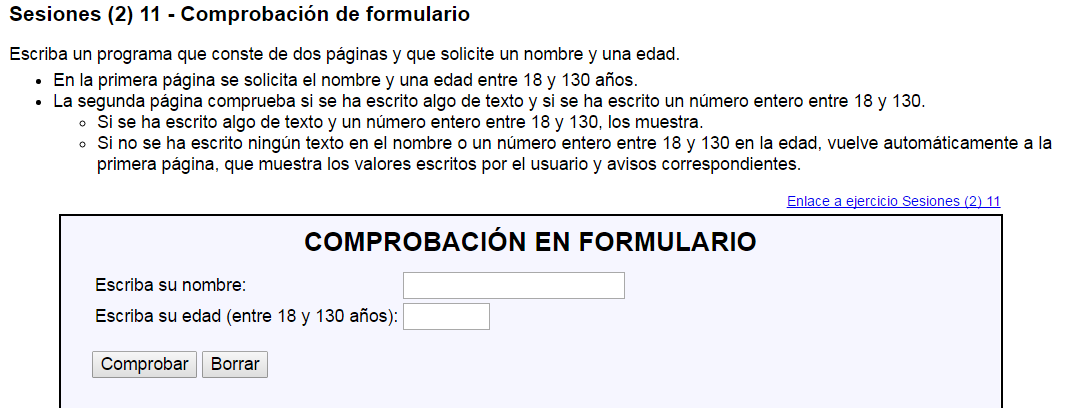 Sesiones (2) 11 - Comprobación de formulario
Escriba un programa que conste de dos páginas y que solicite un nombre y una edad.
En la primera página se solicita el nombre y una edad entre 18 y 130 años.
La segunda página comprueba si se ha escrito algo de texto y si se ha escrito un número entero entre 18 y 130.
Si se ha escrito algo de texto y un número entero entre 18 y 130, los muestra.
Si no se ha escrito ningún texto en el nombre o un número entero entre 18 y 130 en la edad, vuelve automáticamente a la
primera página, que muestra los valores escritos por el usuario y avisos correspondientes.
Enlace a ejercicio Sesiones (2) 11
COMPROBACIÓN EN FORMULARIO
Escriba su nombre:
Escriba su edad (entre 18 y 130 años):
Comprobar Borrar